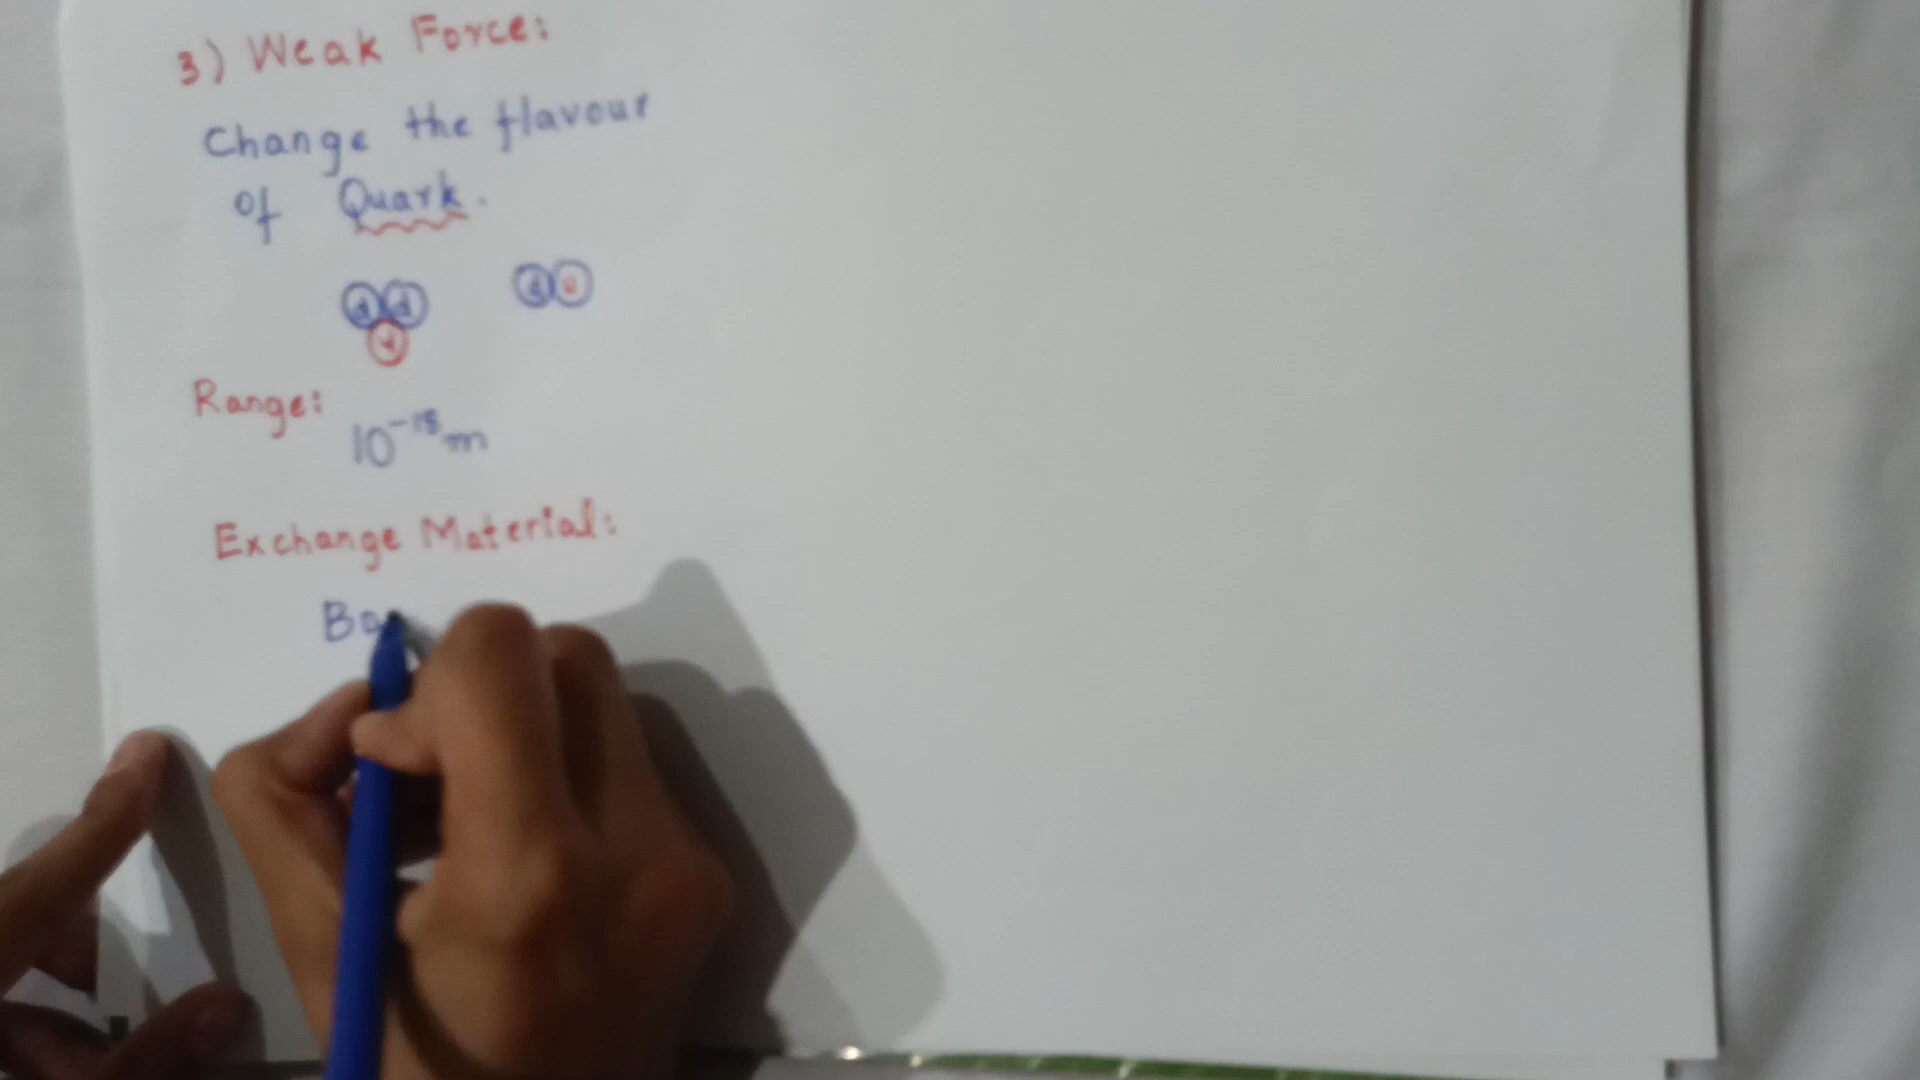 3) Weak Force:
Change the flavour
of Quark.
d d d u
d
Range:
10⁻¹⁸m
Exchange Material:
Bo